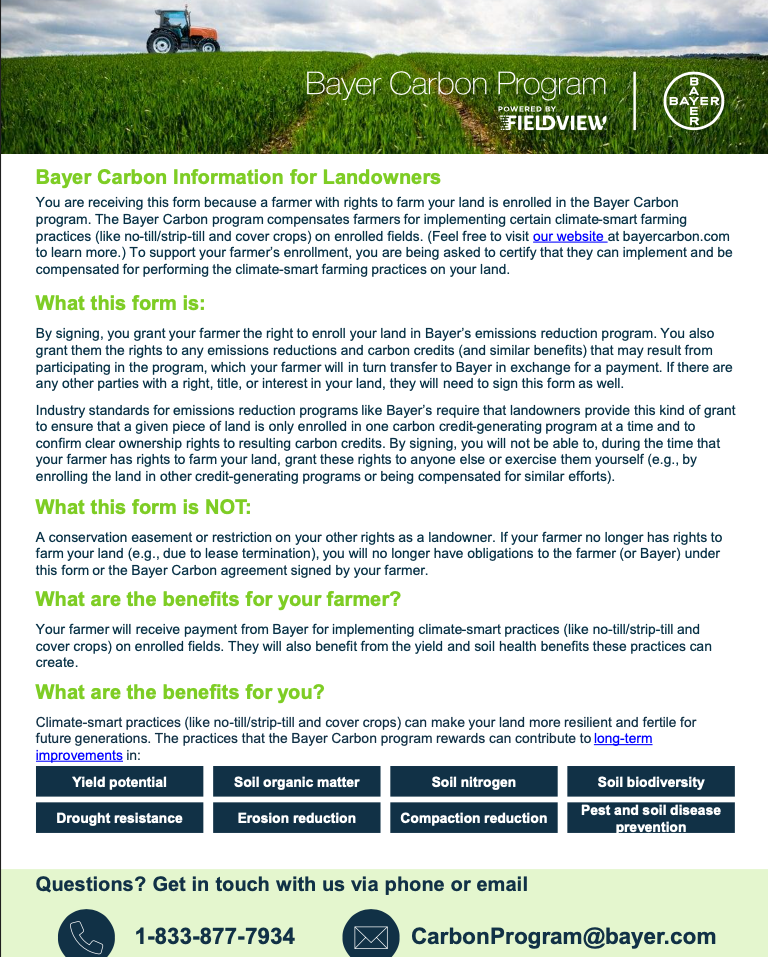 Bayer Carbon Program
POWERED BY
FIELDVIEW
BAYER
BAYER
Bayer Carbon Information for Landowners
You are receiving this form because a farmer with rights to farm your land is enrolled in the Bayer Carbon
program. The Bayer Carbon program compensates farmers for implementing certain climate-smart farming
practices (like no-till/strip-till and cover crops) on enrolled fields. (Feel free to visit our website at bayercarbon.com
to learn more.) To support your farmer’s enrollment, you are being asked to certify that they can implement and be
compensated for performing the climate-smart farming practices on your land.
What this form is:
By signing, you grant your farmer the right to enroll your land in Bayer’s emissions reduction program. You also
grant them the rights to any emissions reductions and carbon credits (and similar benefits) that may result from
participating in the program, which your farmer will in turn transfer to Bayer in exchange for a payment. If there are
any other parties with a right, title, or interest in your land, they will need to sign this form as well.
Industry standards for emissions reduction programs like Bayer’s require that landowners provide this kind of grant
to ensure that a given piece of land is only enrolled in one carbon credit-generating program at a time and to
confirm clear ownership rights to resulting carbon credits. By signing, you will not be able to, during the time that
your farmer has rights to farm your land, grant these rights to anyone else or exercise them yourself (e.g., by
enrolling the land in other credit-generating programs or being compensated for similar efforts).
What this form is NOT:
A conservation easement or restriction on your other rights as a landowner. If your farmer no longer has rights to
farm your land (e.g., due to lease termination), you will no longer have obligations to the farmer (or Bayer) under
this form or the Bayer Carbon agreement signed by your farmer.
What are the benefits for your farmer?
Your farmer will receive payment from Bayer for implementing climate-smart practices (like no-till/strip-till and
cover crops) on enrolled fields. They will also benefit from the yield and soil health benefits these practices can
create.
What are the benefits for you?
Climate-smart practices (like no-till/strip-till and cover crops) can make your land more resilient and fertile for
future generations. The practices that the Bayer Carbon program rewards can contribute to long-term
improvements in:
Yield potential
Soil organic matter
Soil nitrogen
Soil biodiversity
Drought resistance
Erosion reduction
Compaction reduction
Pest and soil disease
prevention
Questions? Get in touch with us via phone or email
1-833-877-7934
CarbonProgram@bayer.com